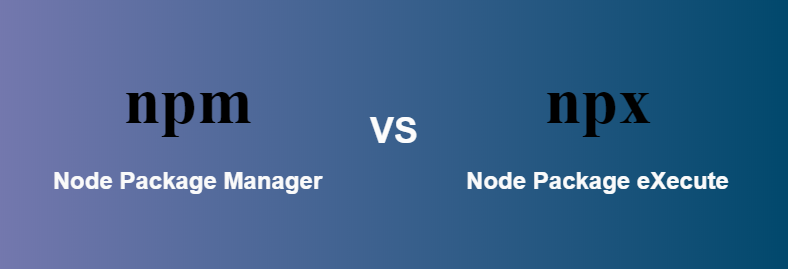 npm
Node Package Manager
VS
npx
Node Package eXecute